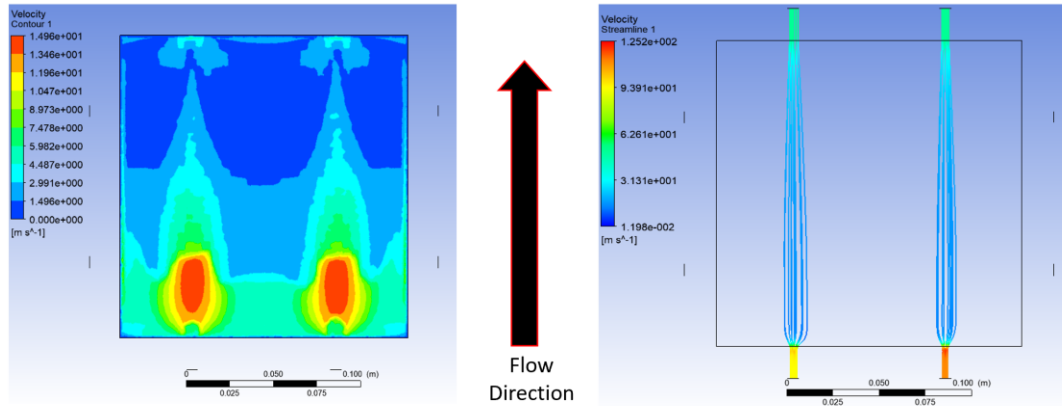 Velocity
Contour 1
1.496e+001
1.346e+001
1.196e+001
1.047e+001
8.973e+000
7.478e+000
5.982e+000
4.487e+000
2.991e+000
1.496e+000
0.000e+000
[m s^-1]
0 0.050 0.100 (m)
0.025 0.075
Flow
Direction
Velocity
Streamline 1
1.252e+002
9.391e+001
6.261e+001
3.131e+001
1.198e-002
[m s^-1]
0 0.050 0.100 (m)
0.025 0.075